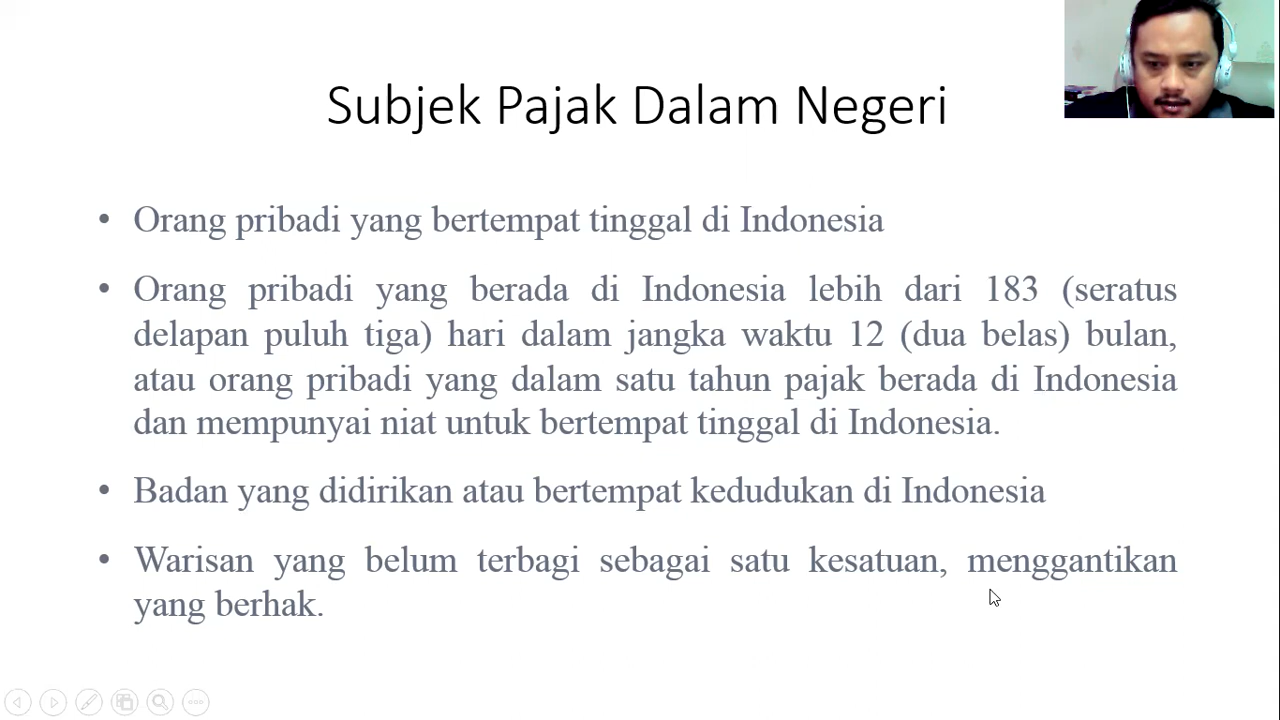 Subjek Pajak Dalam Negeri
• Orang pribadi yang bertempat tinggal di Indonesia
• Orang pribadi yang berada di Indonesia lebih dari 183 (seratus
delapan puluh tiga) hari dalam jangka waktu 12 (dua belas) bulan,
atau orang pribadi yang dalam satu tahun pajak berada di Indonesia
dan mempunyai niat untuk bertempat tinggal di Indonesia.
• Badan yang didirikan atau bertempat kedudukan di Indonesia
• Warisan yang belum terbagi sebagai satu kesatuan, menggantikan
yang berhak.